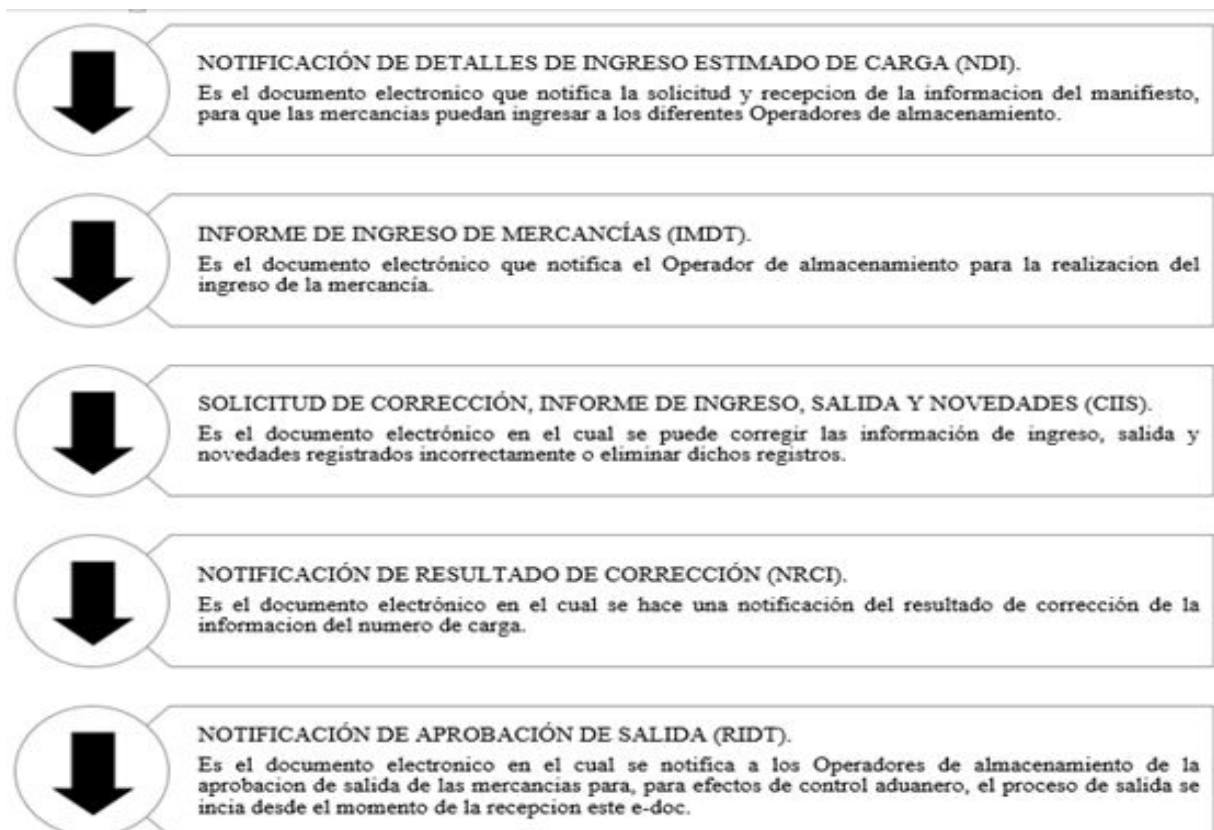 NOTIFICACIÓN DE DETALLES DE INGRESO ESTIMADO DE CARGA (NDI).
Es el documento electronico que notifica la solicitud y recepcion de la informacion del manifiesto,
para que las mercancias puedan ingresar a los diferentes Operadores de almacenamiento.
INFORME DE INGRESO DE MERCANCÍAS (IMDT).
Es el documento electrónico que notifica el Operador de almacenamiento para la realizacion del
ingreso de la mercancía.
SOLICITUD DE CORRECCIÓN, INFORME DE INGRESO, SALIDA Y NOVEDADES (CIIS).
Es el documento electrónico en el cual se puede corregir las información de ingreso, salida y
novedades registrados incorrectamente o eliminar dichos registros.
NOTIFICACIÓN DE RESULTADO DE CORRECCIÓN (NRCI).
Es el documento electrónico en el cual se hace una notificación del resultado de corrección de la
informacion del numero de carga.
NOTIFICACIÓN DE APROBACIÓN DE SALIDA (RIDT).
Es el documento electronico en el cual se notifica a los Operadores de almacenamiento de la
aprobacion de salida de las mercancias para, para efectos de control aduanero, el proceso de salida se
incia desde el momento de la recepcion este e-doc.